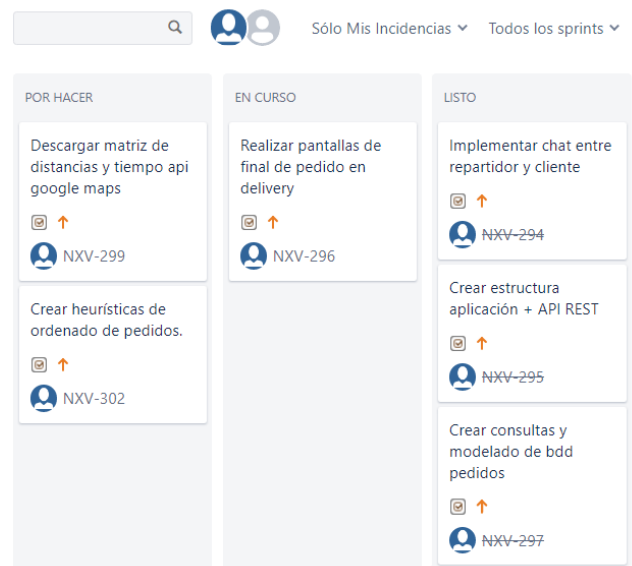 Sólo Mis Incidencias
Todos los sprints
POR HACER
Descargar matriz de
distancias y tiempo api
google maps
NXV-299
Crear heurísticas de
ordenado de pedidos.
NXV-302
EN CURSO
Realizar pantallas de
final de pedido en
delivery
NXV-296
LISTO
Implementar chat entre
repartidor y cliente
NXV-294
Crear estructura
aplicación + API REST
NXV-295
Crear consultas y
modelado de bdd
pedidos
NXV-297